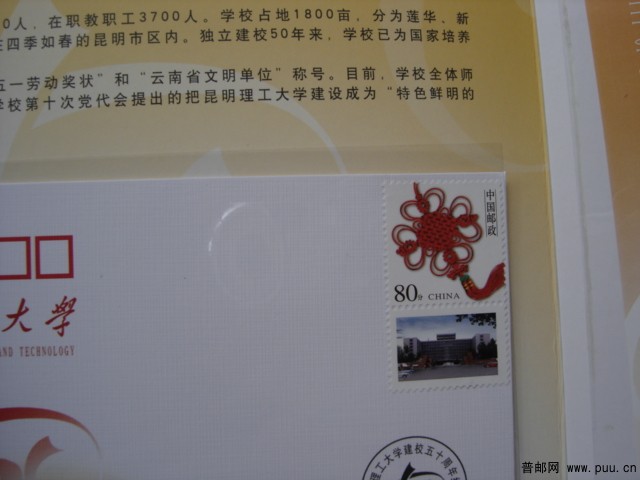 0人，在职教职工3700人。学校占地1800亩，分为莲华、新
四季如春的昆明市区内。独立建校50年来，学校已为国家培养
五一劳动奖状”和“云南省文明单位”称号。目前，学校全体师
学校第十次党代会提出的把昆明理工大学建设成为“特色鲜明的
中国邮政
80分 CHINA
大学
AND TECHNOLOGY
理工大学建校五十周年
普邮网 www.puu.cn